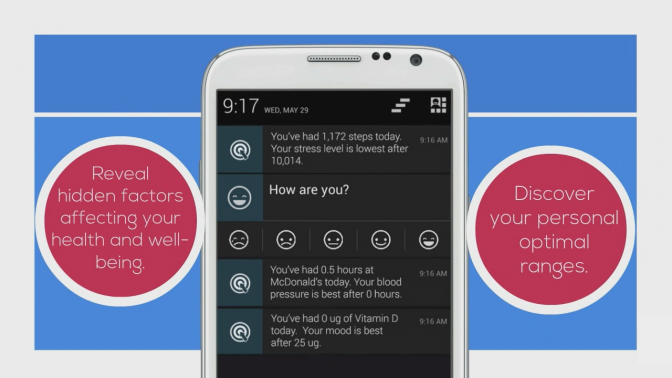 9:17 WED, MAY 29
You've had 1,172 steps today.
9:16 AM
Your stress level is lowest after
10,014.
How are you?
You've had 0.5 hours at
9:16 AM
McDonald's today. Your blood
pressure is best after 0 hours.
You've had 0 ug of Vitamin D
9:16 AM
today. Your mood is best
after 25 ug.
Reveal
hidden factors
affecting your
health and well-
being.
Discover
your personal
optimal
ranges.